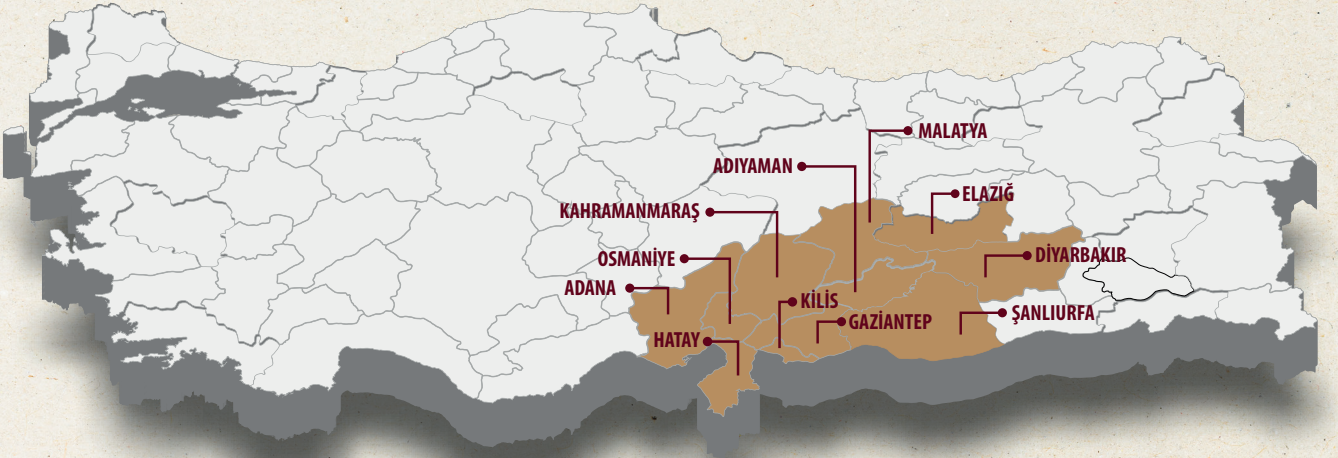 MALATYA
ADIYAMAN
ELAZIĞ
KAHRAMANMARAŞ
OSMANİYE
DİYARBAKIR
ADANA
KİLİS
GAZİANTEP
ŞANLIURFA
HATAY